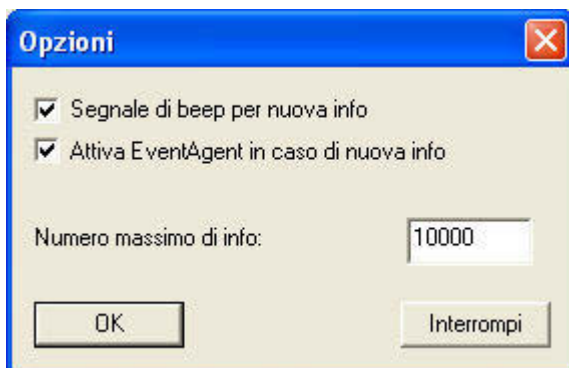 Opzioni
Segnale di beep per nuova info
Attiva EventAgent in caso di nuova info
Numero massimo di info: 10000
OK Interrompi